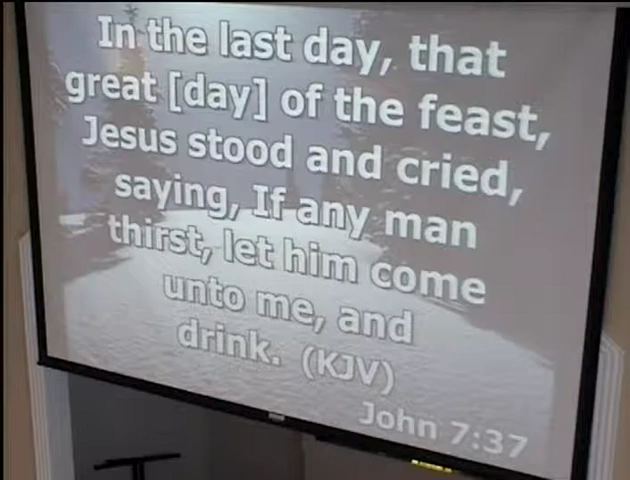 In the last day, that
great [day] of the feast,
Jesus stood and cried,
saying, If any man
thirst, let him come
unto me, and
drink. (KJV)
John 7:37